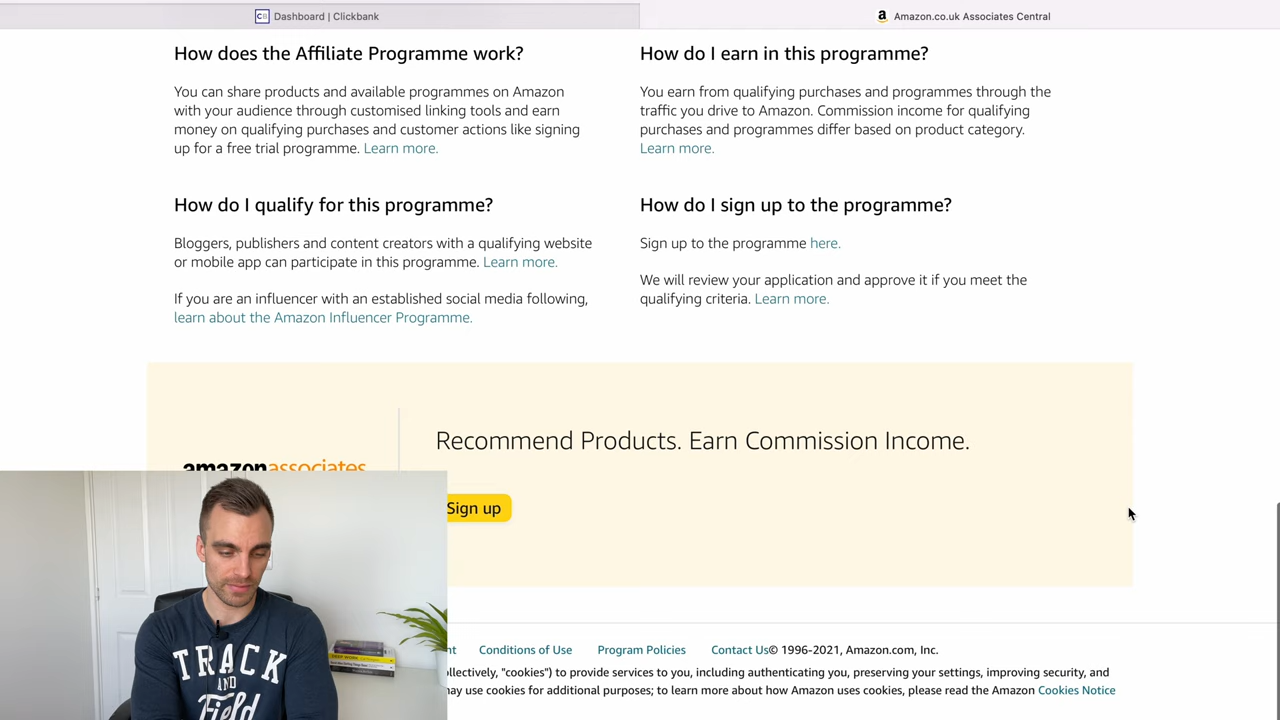 CB Dashboard | Clickbank
a Amazon.co.uk Associates Central
How does the Affiliate Programme work?
You can share products and available programmes on Amazon
with your audience through customised linking tools and earn
money on qualifying purchases and customer actions like signing
up for a free trial programme. Learn more.
How do I earn in this programme?
You earn from qualifying purchases and programmes through the
traffic you drive to Amazon. Commission income for qualifying
purchases and programmes differ based on product category.
Learn more.
How do I qualify for this programme?
Bloggers, publishers and content creators with a qualifying website
or mobile app can participate in this programme. Learn more.
If you are an influencer with an established social media following,
learn about the Amazon Influencer Programme.
How do I sign up to the programme?
Sign up to the programme here.
We will review your application and approve it if you meet the
qualifying criteria. Learn more.
amazonassociates
Recommend Products. Earn Commission Income.
Sign up
Conditions of Use Program Policies Contact Us© 1996-2021, Amazon.com, Inc.
ollectively, "cookies") to provide services to you, including authenticating you, preserving your settings, improving security, and
ay use cookies for additional purposes; to learn more about how Amazon uses cookies, please read the Amazon Cookies Notice
TRACK
AND
Field
DEEP WORK